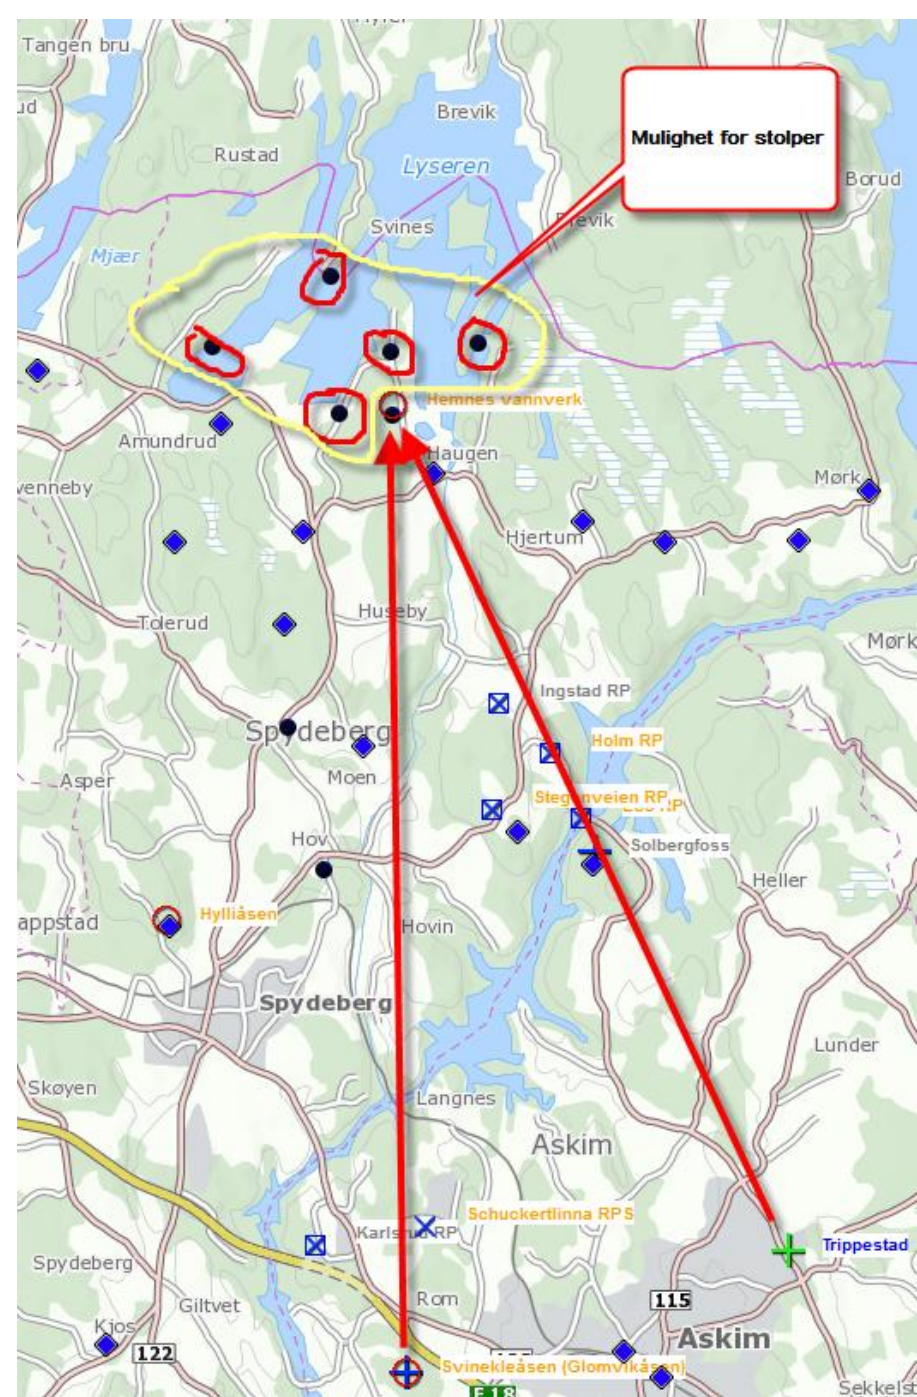 Tangen bru
Brevik
Mulighet for stolper
Rustad
Lyseren
Borud
Svines
Mjær
Hemnes vannverk
Amundrud
Haugen
Mørk
Hjertum
Tolerud
Huseby
Mørk
Ingstad RP
Spydeberg
Holm RP
Asper
Moen
Stegenveien RP
Hov
Solbergfoss
Heller
Hylliåsen
Hovin
Spydeberg
Lunder
Skøyen
Langnes
Askim
Schuckertlinna RPS
Trippestad
Spydeberg
Rom
Giltvet
115
Kjos
122
Askim
Svinekleåsen (Glomvikåsen)
E 18